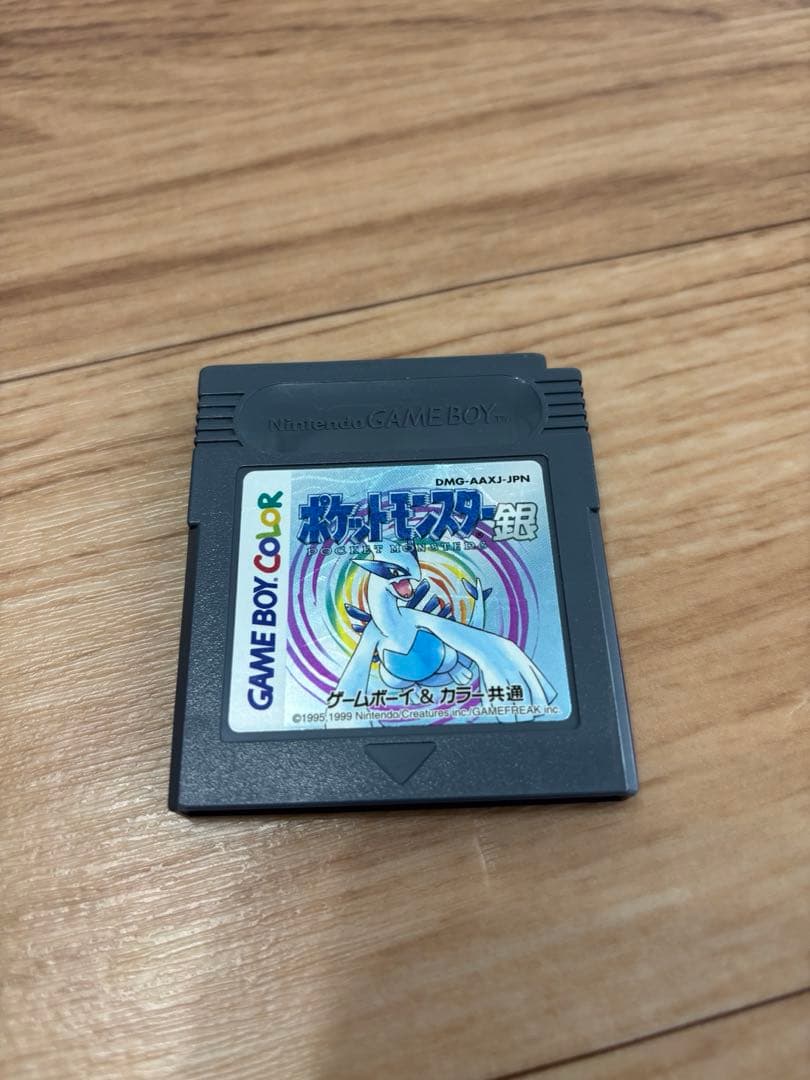 Nintendo GAME BOY™
DMG-AAXJ-JPN
ポケットモンスター銀
POCKET MONSTERS
GAME BOY COLOR
ゲームボーイ & カラー共通
©1995,1999 Nintendo/Creatures inc./GAMEFREAK inc.